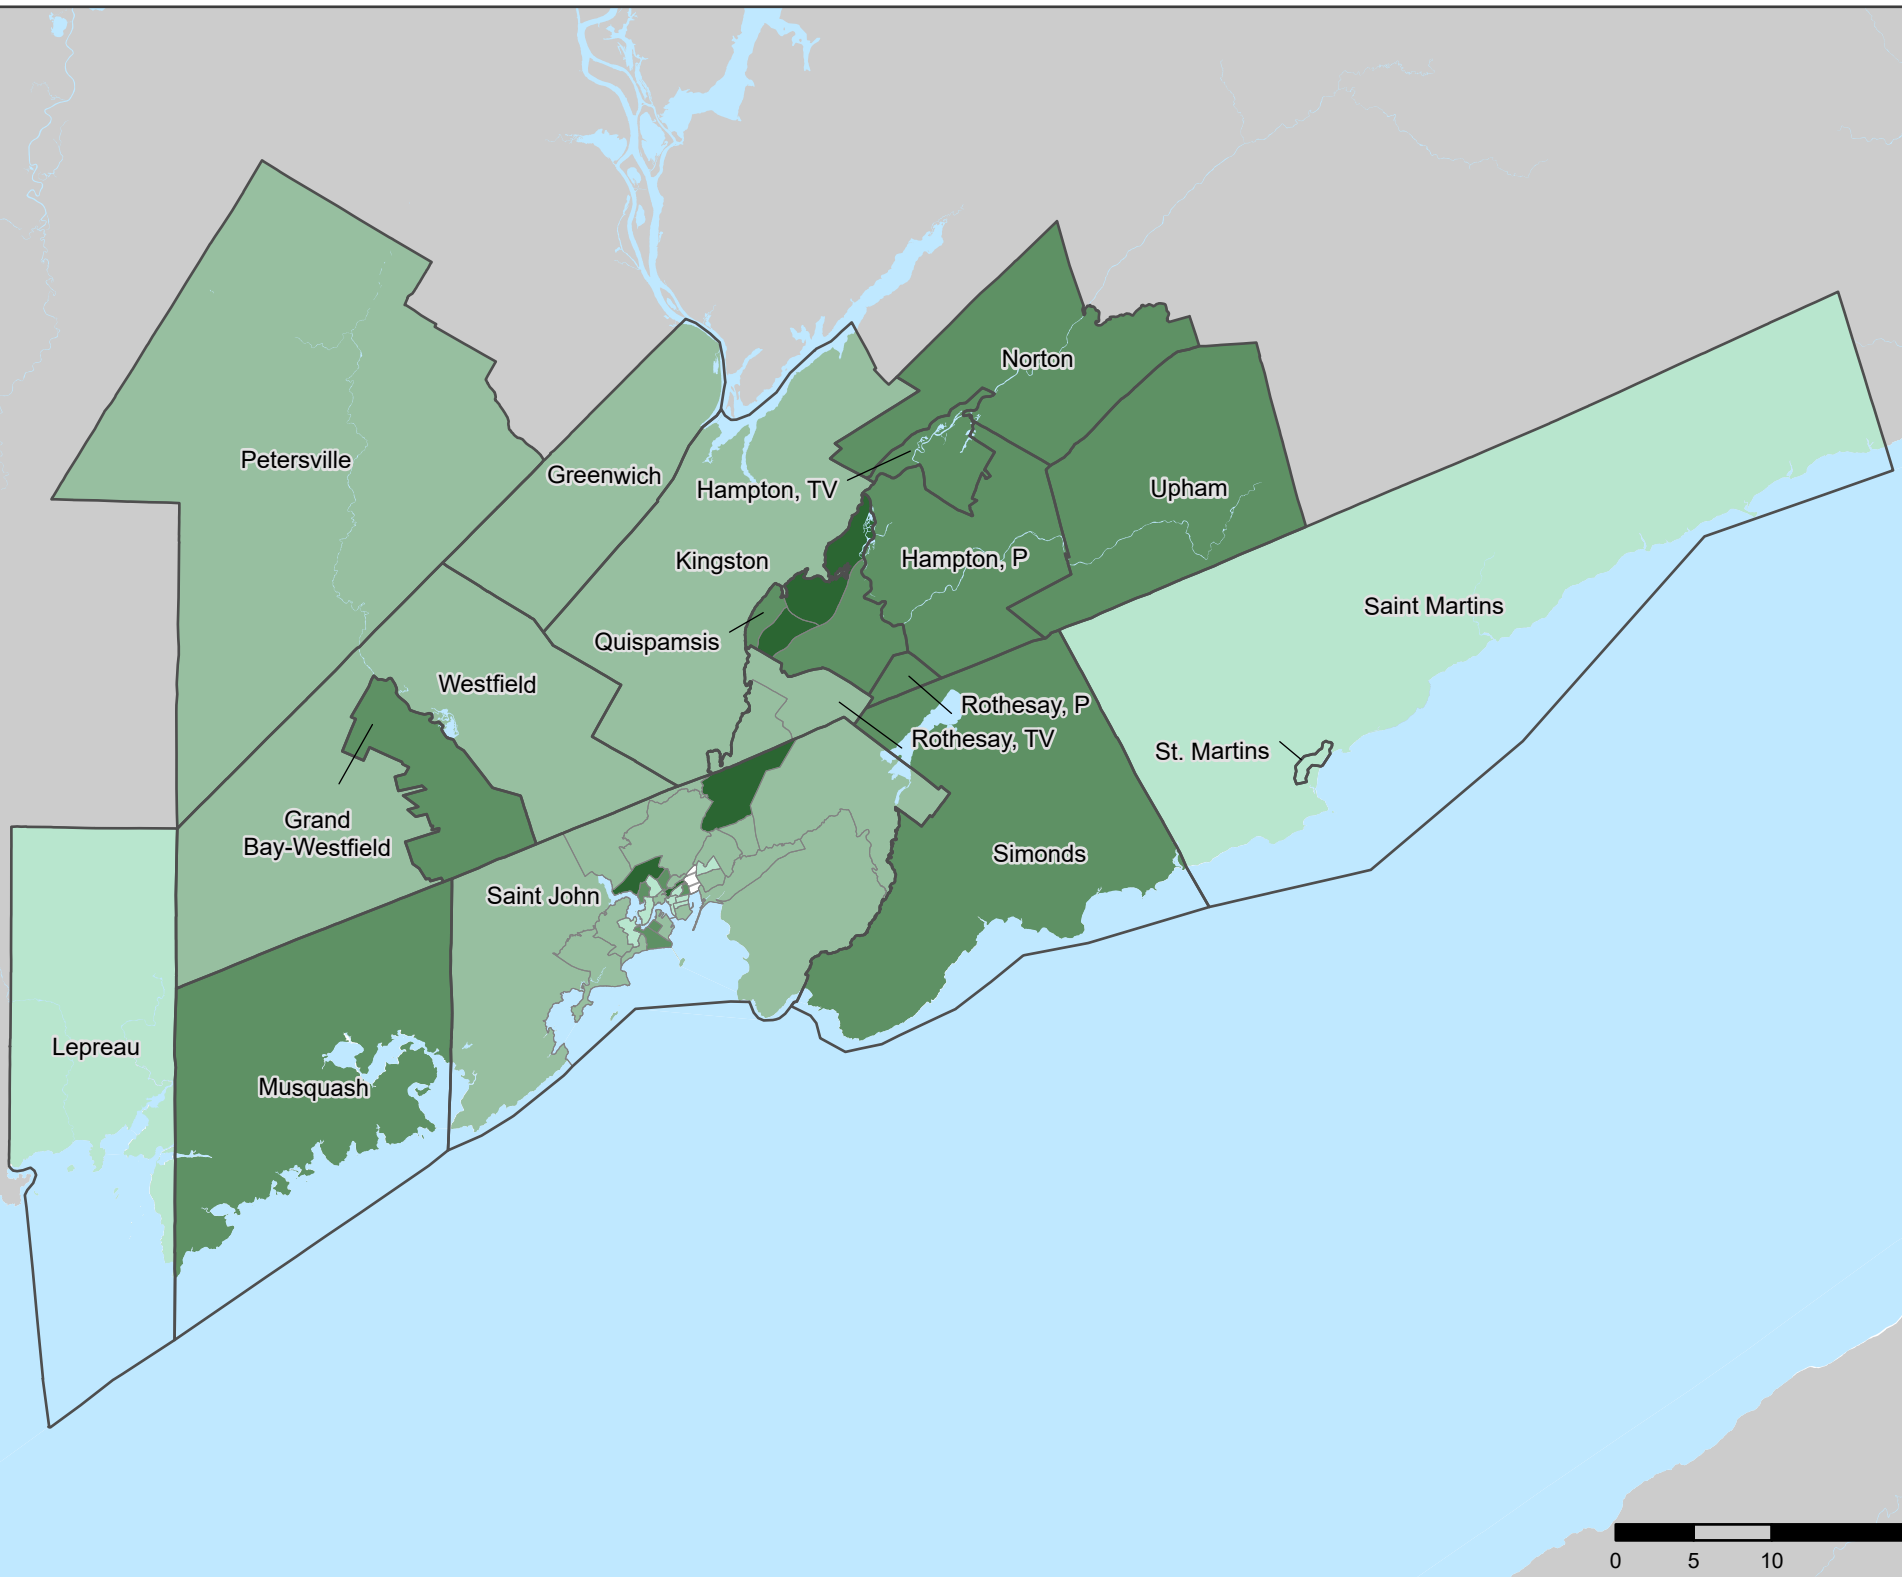 Norton
Petersville
Greenwich
Hampton, TV
Upham
Kingston
Hampton, P
Saint Martins
Quispamsis
Westfield
Rothesay, P
Rothesay, TV
St. Martins
Grand
Bay-Westfield
Simonds
Saint John
Lepreau
Musquash
0 5 10